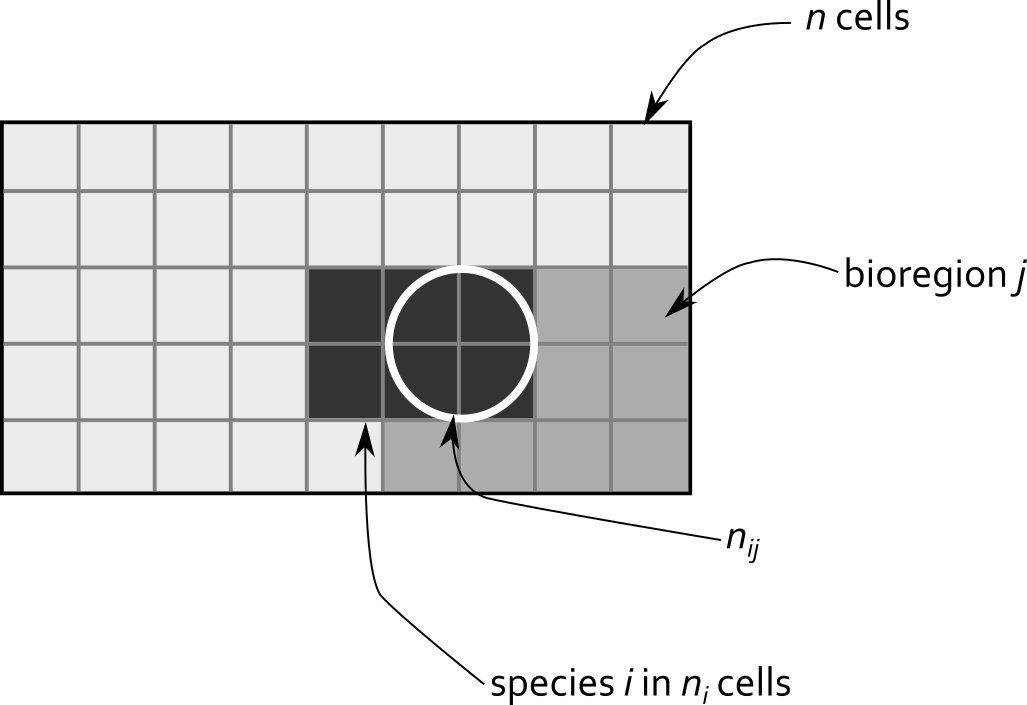 n cells
bioregion j
nij
species i in ni cells